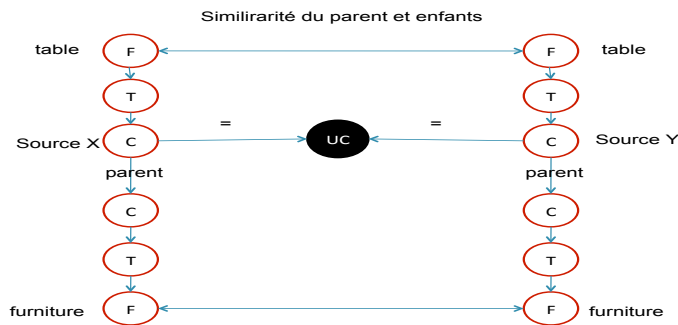 Similirarité du parent et enfants
table F F table
T T
= =
Source X C UC C Source Y
parent parent
C C
T T
furniture F F furniture